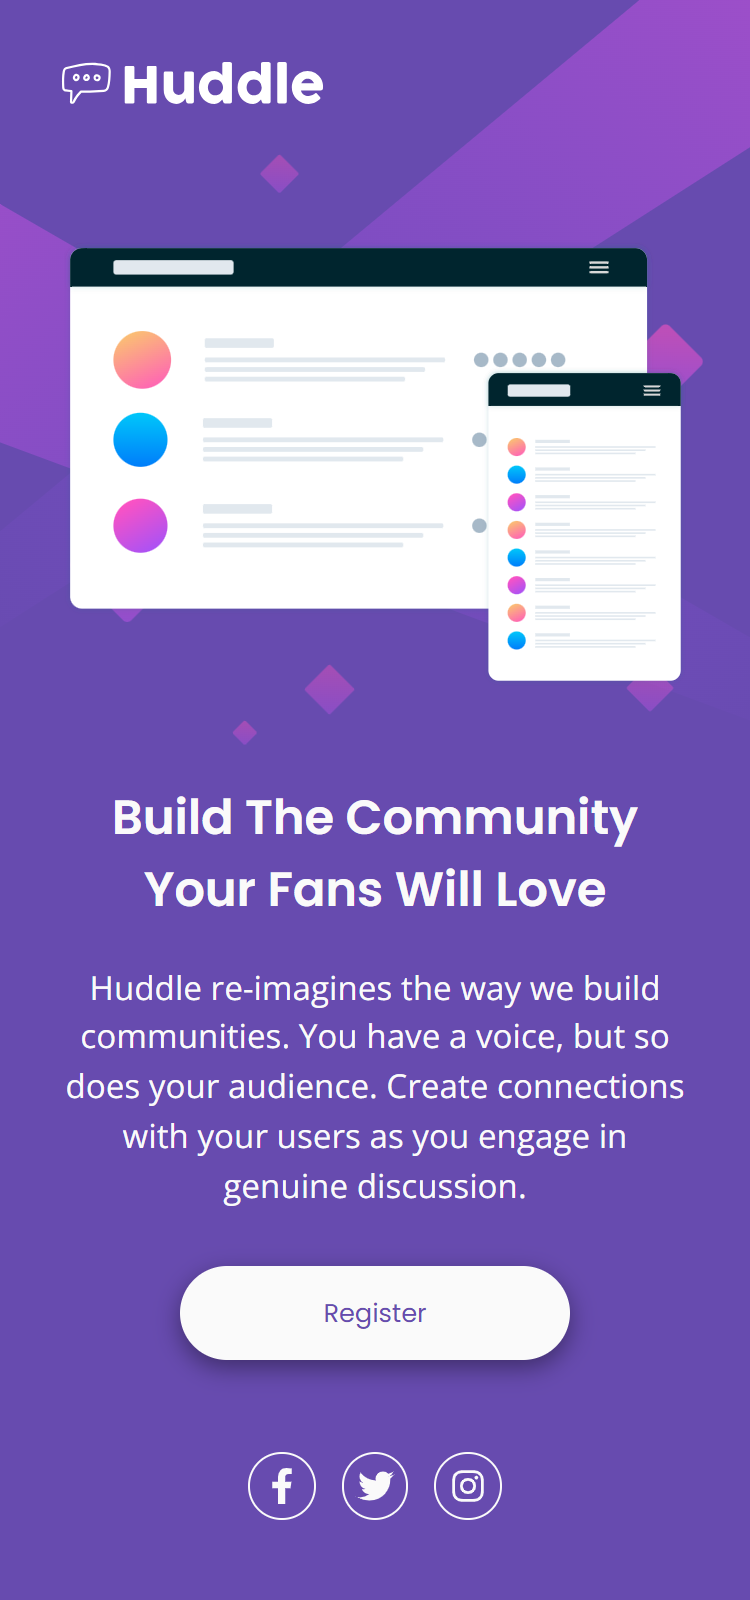 Huddle
Build The Community
Your Fans Will Love
Huddle re-imagines the way we build
communities. You have a voice, but so
does your audience. Create connections
with your users as you engage in
genuine discussion.
Register